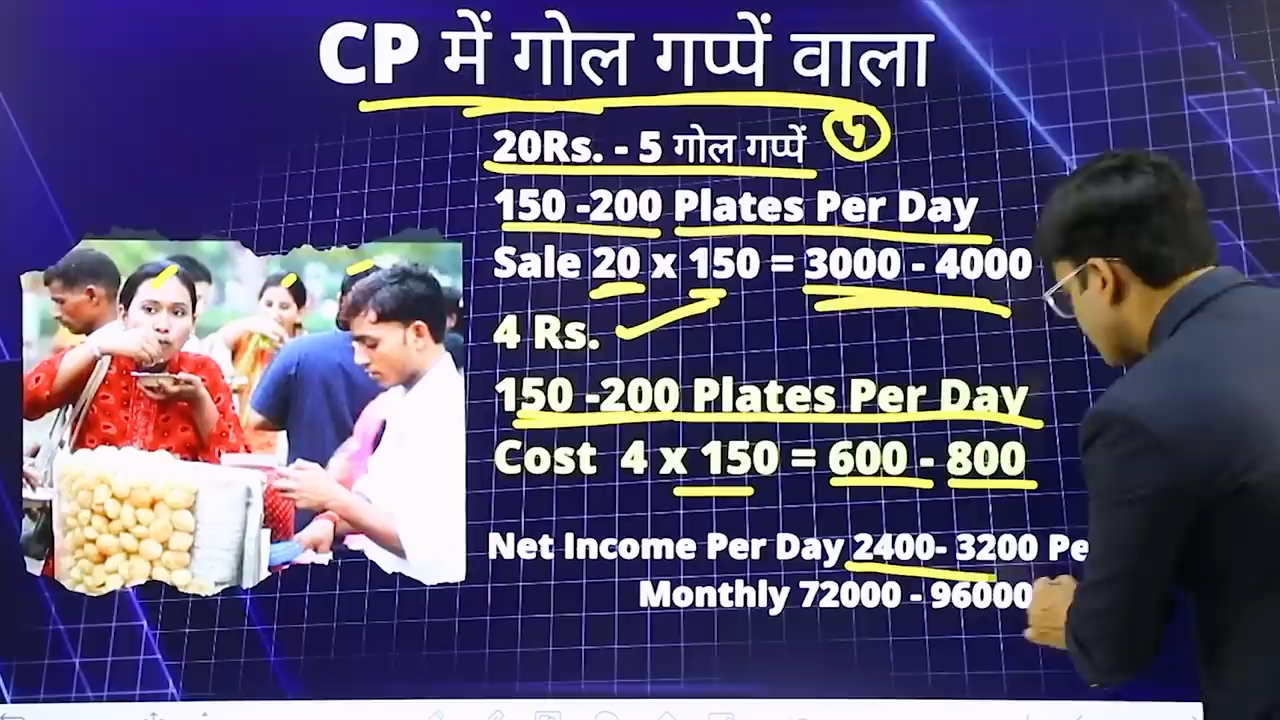 CP में गोल गप्पें वाला
20Rs. - 5 गोल गप्पें
150 -200 Plates Per Day
Sale 20 x 150 = 3000 - 4000
4 Rs.
150 -200 Plates Per Day
Cost 4 x 150 = 600 - 800
Net Income Per Day 2400- 3200 Pe
Monthly 72000 - 96000